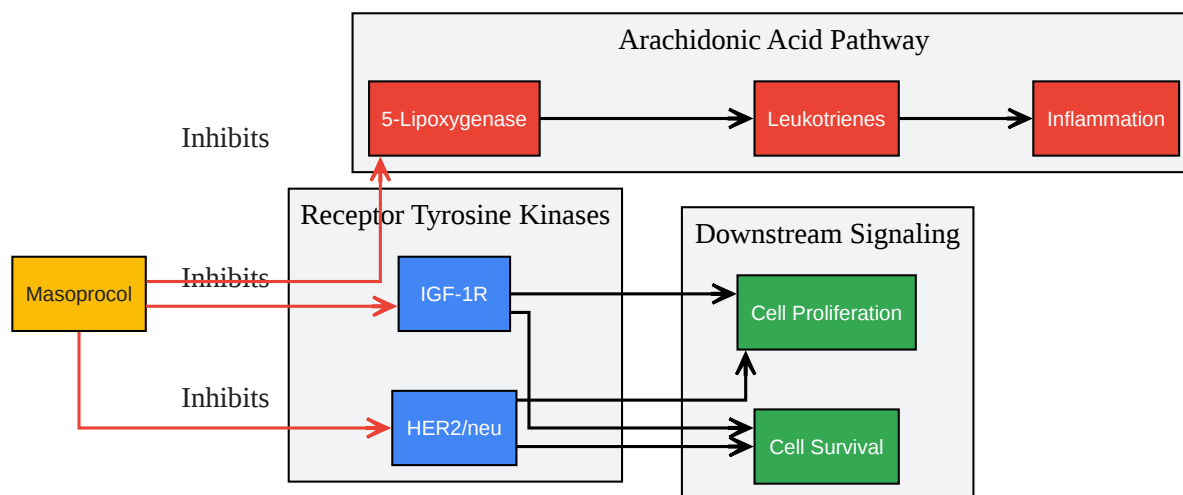 Arachidonic Acid Pathway
5-Lipoxygenase
Leukotrienes
Inflammation
Inhibits
Receptor Tyrosine Kinases
Downstream Signaling
Masoprocol
Inhibits
IGF-1R
Cell Proliferation
Inhibits
HER2/neu
Cell Survival